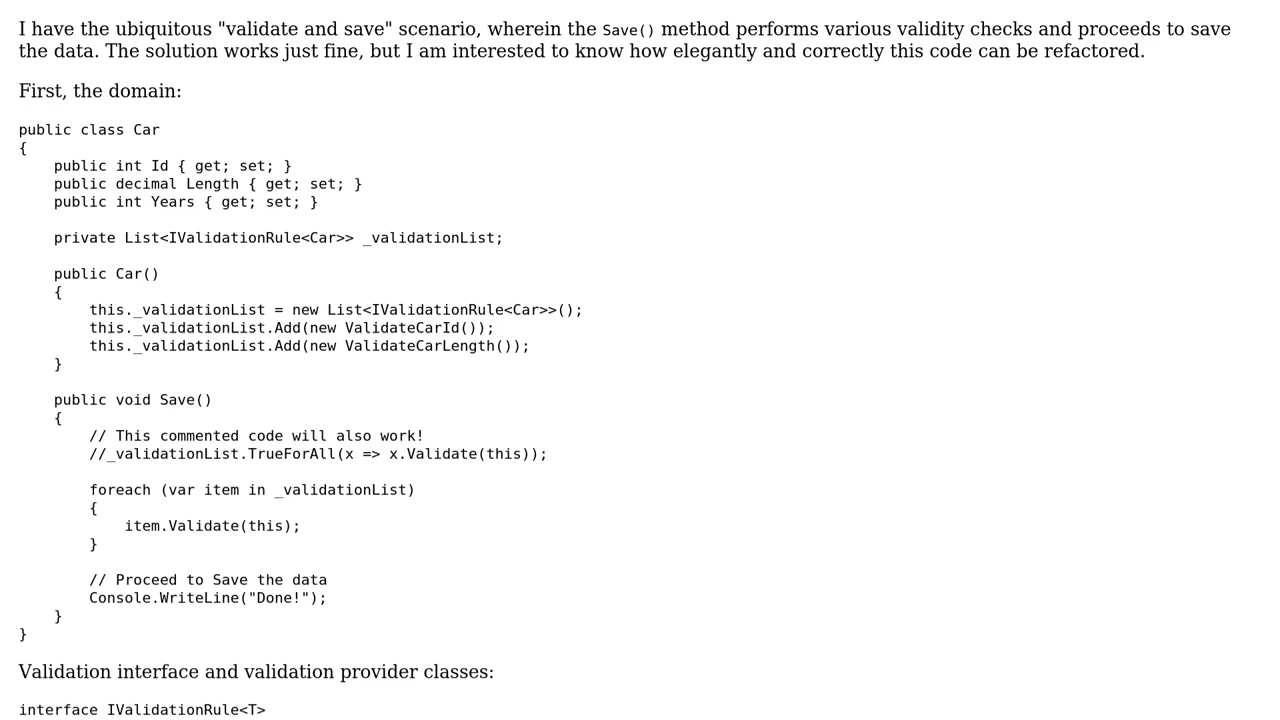 I have the ubiquitous "validate and save" scenario, wherein the Save() method performs various validity checks and proceeds to save
the data. The solution works just fine, but I am interested to know how elegantly and correctly this code can be refactored.
First, the domain:
public class Car
{
    public int Id { get; set; }
    public decimal Length { get; set; }
    public int Years { get; set; }
    private List<IValidationRule<Car>> _validationList;
    public Car()
    {
        this._validationList = new List<IValidationRule<Car>>();
        this._validationList.Add(new ValidateCarId());
        this._validationList.Add(new ValidateCarLength());
    }
    public void Save()
    {
        // This commented code will also work!
        //_validationList.TrueForAll(x => x.Validate(this));
        foreach (var item in _validationList)
        {
            item.Validate(this);
        }
        // Proceed to Save the data
        Console.WriteLine("Done!");
    }
}
Validation interface and validation provider classes:
interface IValidationRule<T>